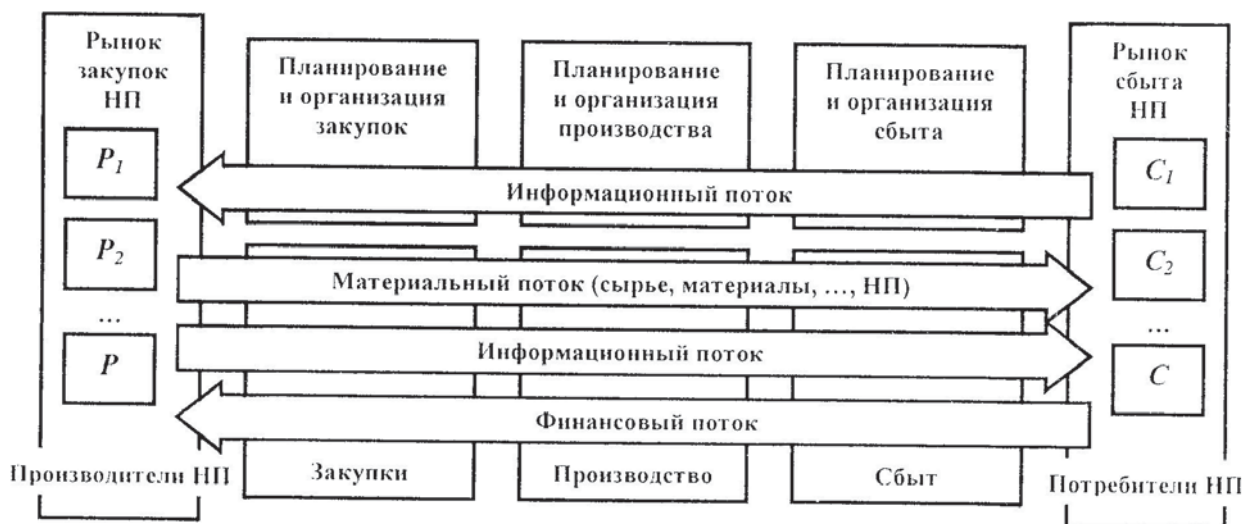 Рынок
закупок
НП
Планирование
и организация
закупок
Планирование
и организация
производства
Планирование
и организация
сбыта
Рынок
сбыта
НП
P1
C1
Информационный поток
P2
C2
Материальный поток (сырье, материалы, ..., НП)
...
...
P
Информационный поток
C
Финансовый поток
Производители НП
Закупки
Производство
Сбыт
Потребители НП